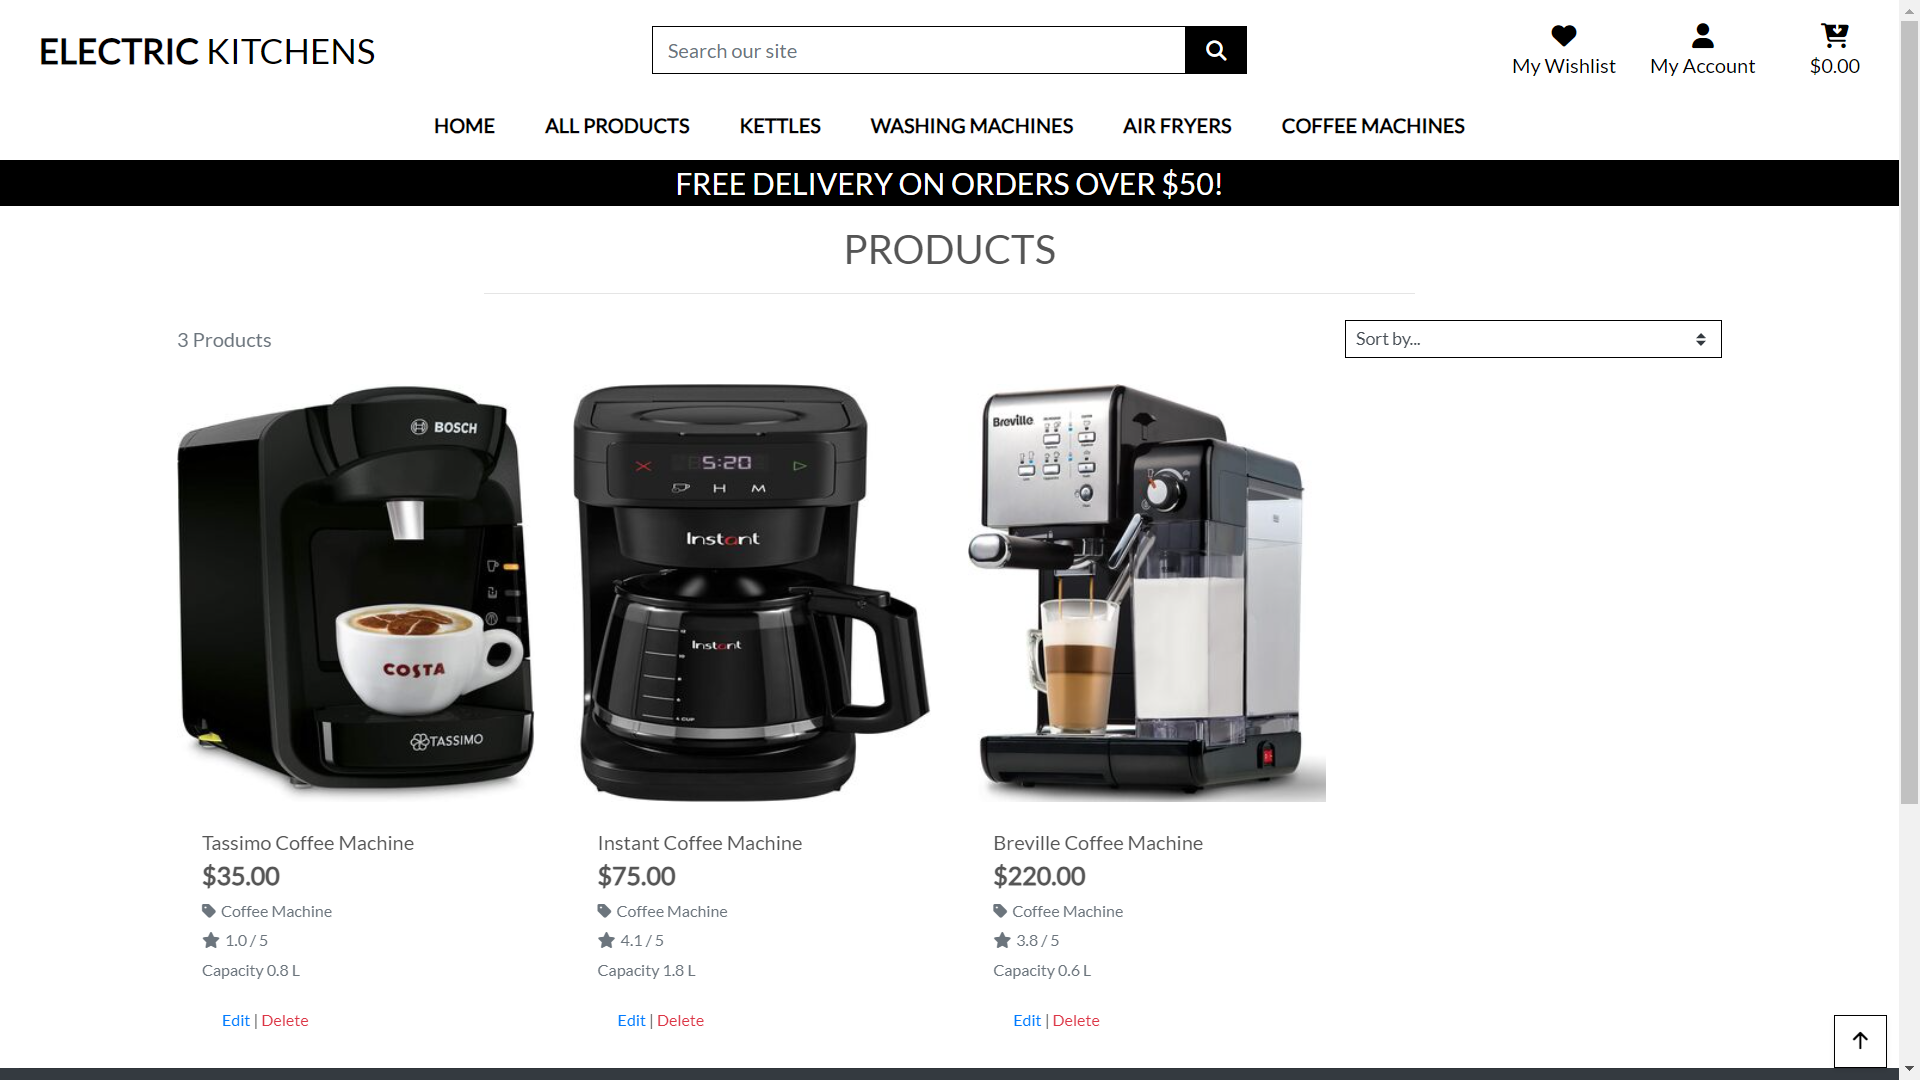 ELECTRIC KITCHENS
Search our site
My Wishlist
My Account
$0.00
HOME
ALL PRODUCTS
KETTLES
WASHING MACHINES
AIR FRYERS
COFFEE MACHINES
FREE DELIVERY ON ORDERS OVER $50!
PRODUCTS
3 Products
Sort by...
BOSCH
COSTA
TASSIMO
5:20
H M
Instant
Instant
Breville
Tassimo Coffee Machine
$35.00
Coffee Machine
1.0 / 5
Capacity 0.8 L
Edit | Delete
Instant Coffee Machine
$75.00
Coffee Machine
4.1 / 5
Capacity 1.8 L
Edit | Delete
Breville Coffee Machine
$220.00
Coffee Machine
3.8 / 5
Capacity 0.6 L
Edit | Delete